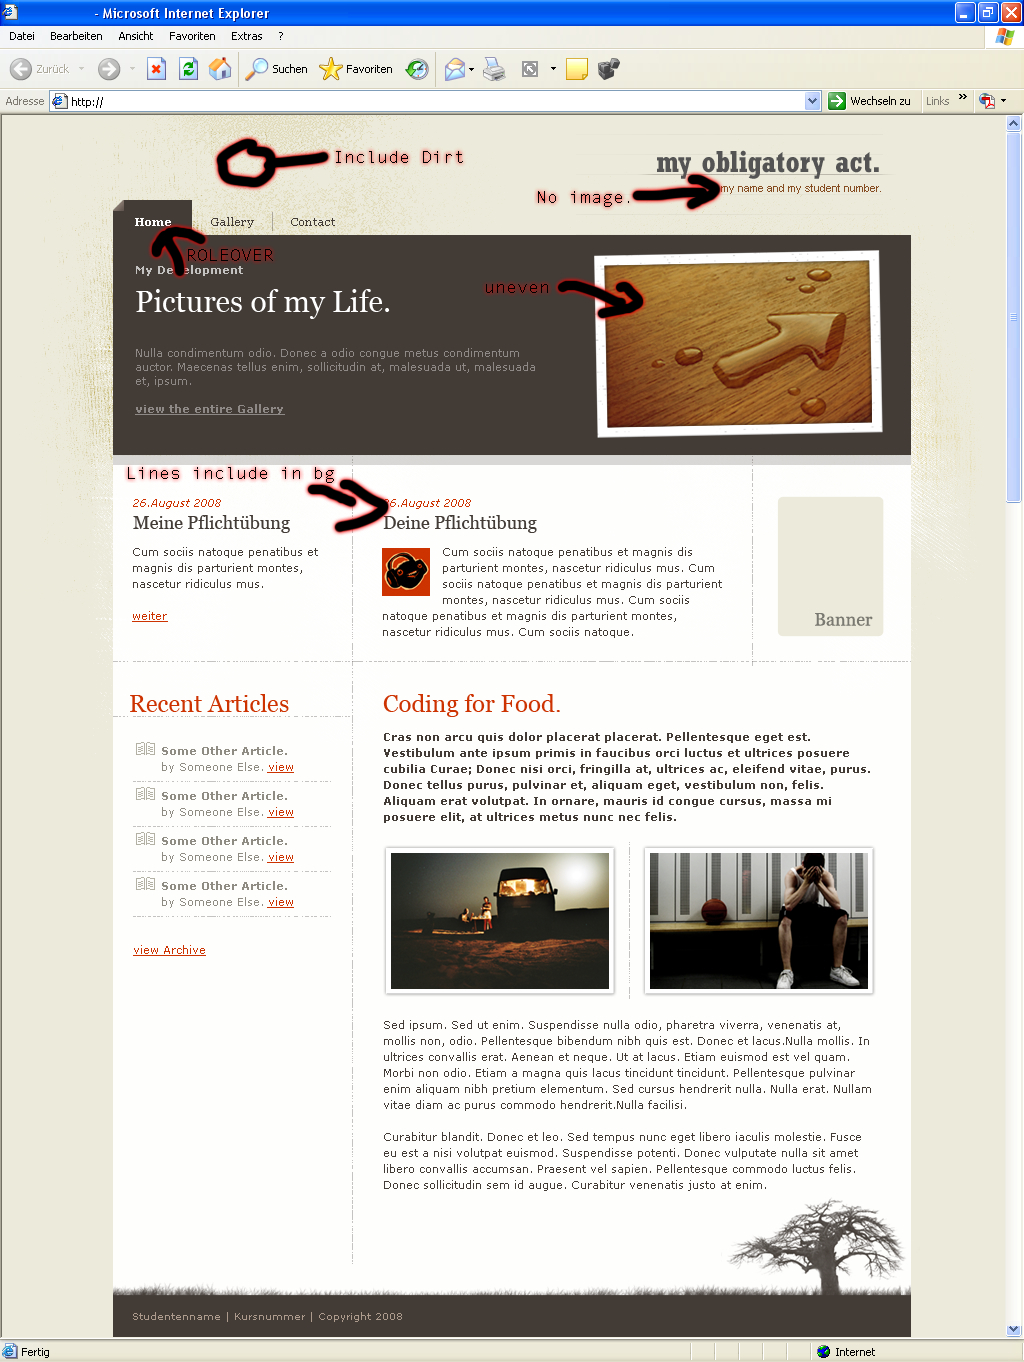 - Microsoft Internet Explorer
Datei Bearbeiten Ansicht Favoriten Extras ?
Zurück Suchen Favoriten
Adresse http:// Wechseln zu Links »
Include Dirt
my obligatory act.
No image. my name and my student number.
Home Gallery Contact
ROLEOVER
My Development
uneven
Pictures of my Life.
Nulla condimentum odio. Donec a odio congue metus condimentum
auctor. Maecenas tellus enim, sollicitudin at, malesuada ut, malesuada
et, ipsum.
view the entire Gallery
Lines include in bg
26.August 2008
Meine Pflichtübung
Cum sociis natoque penatibus et
magnis dis parturient montes,
nascetur ridiculus mus.
weiter
26.August 2008
Deine Pflichtübung
Cum sociis natoque penatibus et magnis dis
parturient montes, nascetur ridiculus mus. Cum
sociis natoque penatibus et magnis dis parturient
montes, nascetur ridiculus mus. Cum sociis
natoque penatibus et magnis dis parturient montes,
nascetur ridiculus mus. Cum sociis natoque.
Banner
Recent Articles
Some Other Article.
by Someone Else. view
Some Other Article.
by Someone Else. view
Some Other Article.
by Someone Else. view
Some Other Article.
by Someone Else. view
view Archive
Coding for Food.
Cras non arcu quis dolor placerat placerat. Pellentesque eget est.
Vestibulum ante ipsum primis in faucibus orci luctus et ultrices posuere
cubilia Curae; Donec nisi orci, fringilla at, ultrices ac, eleifend vitae, purus.
Donec tellus purus, pulvinar et, aliquam eget, vestibulum non, felis.
Aliquam erat volutpat. In ornare, mauris id congue cursus, massa mi
posuere elit, at ultrices metus nunc nec felis.
Sed ipsum. Sed ut enim. Suspendisse nulla odio, pharetra viverra, venenatis at,
mollis non, odio. Pellentesque bibendum nibh quis est. Donec et lacus.Nulla mollis. In
ultrices convallis erat. Aenean et neque. Ut at lacus. Etiam euismod est vel quam.
Morbi non odio. Etiam a magna quis lacus tincidunt tincidunt. Pellentesque pulvinar
enim aliquam nibh pretium elementum. Sed cursus hendrerit nulla. Nulla erat. Nullam
vitae diam ac purus commodo hendrerit.Nulla facilisi.
Curabitur blandit. Donec et leo. Sed tempus nunc eget libero iaculis molestie. Fusce
eu est a nisi volutpat euismod. Suspendisse potenti. Donec vulputate nulla sit amet
libero convallis accumsan. Praesent vel sapien. Pellentesque commodo luctus felis.
Donec sollicitudin sem id augue. Curabitur venenatis justo at enim.
Studentenname | Kursnummer | Copyright 2008
Fertig Internet